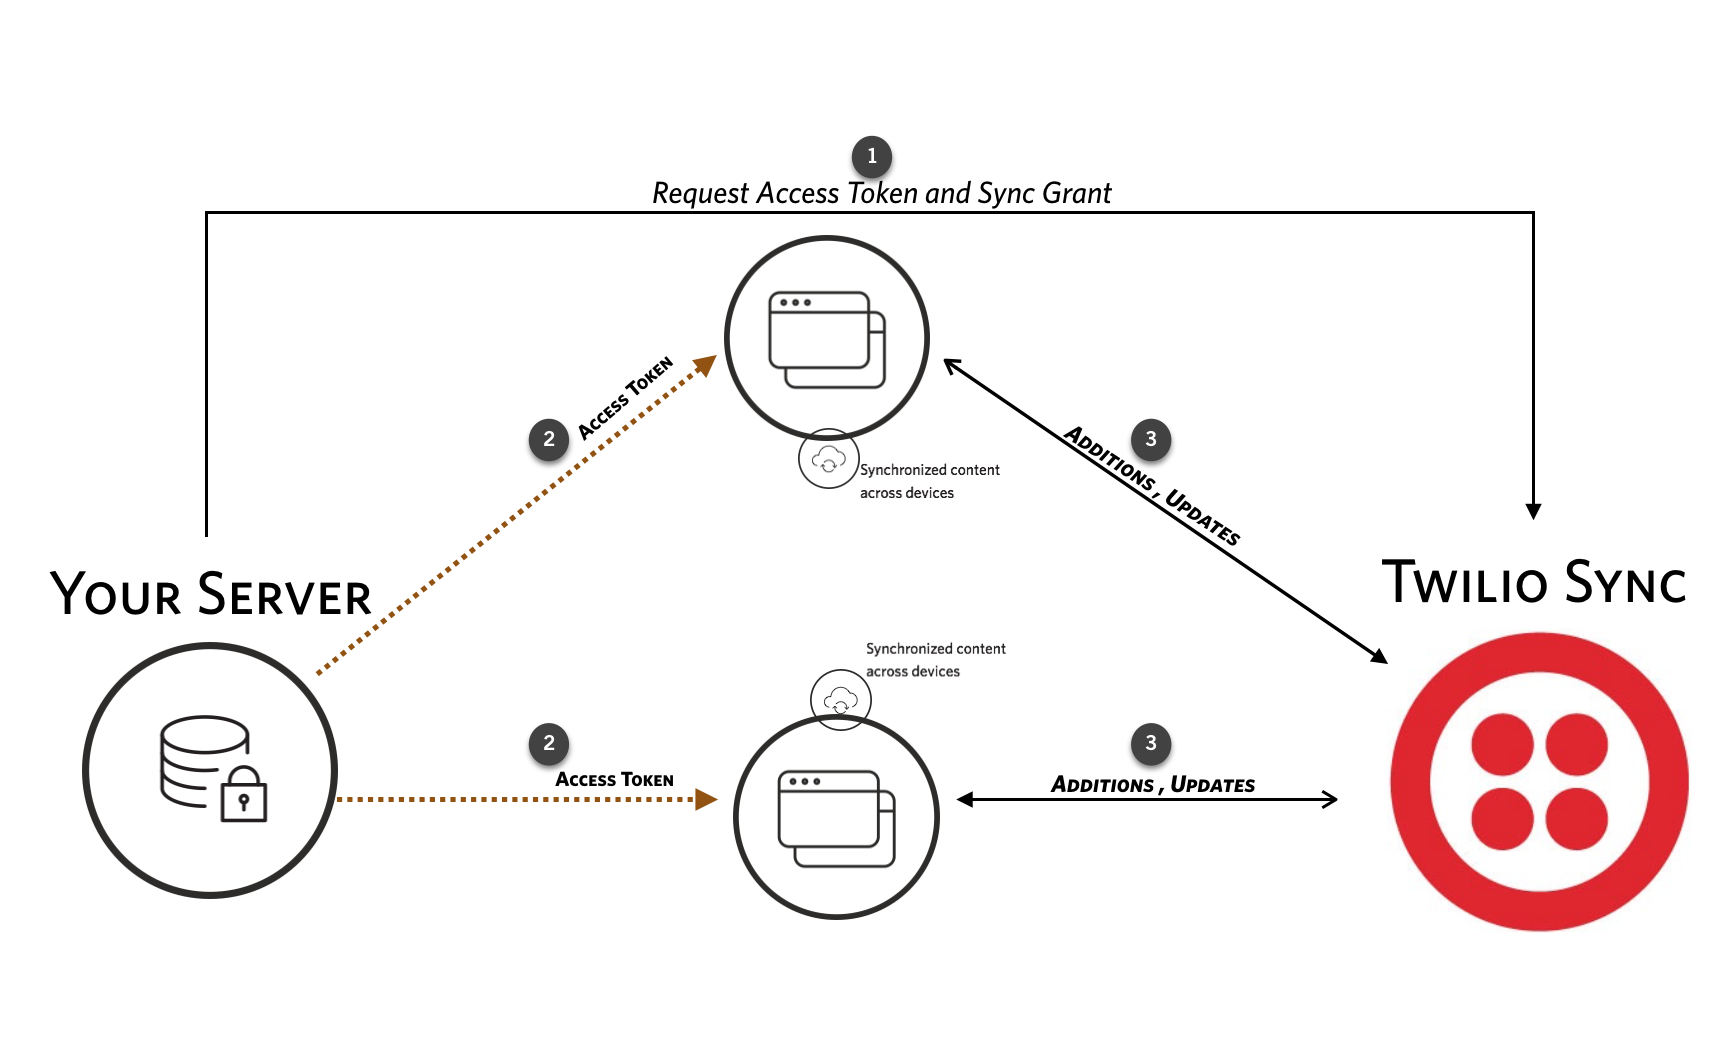 1
Request Access Token and Sync Grant
2
Access Token
3
Additions, Updates
Synchronized content
across devices
Your Server
Twilio Sync
Synchronized content
across devices
2
Access Token
3
Additions, Updates